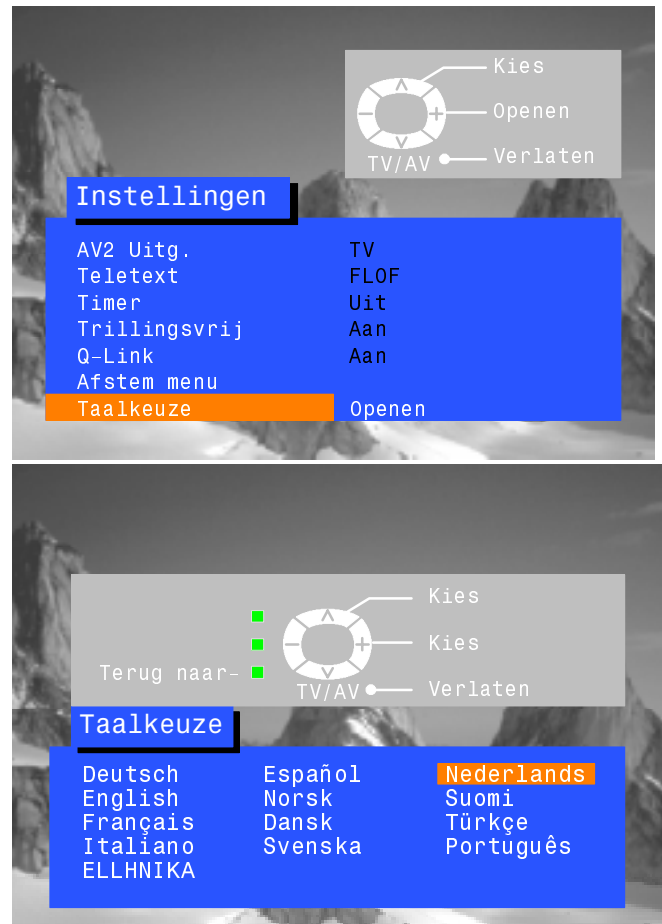 Kies
Openen
TV/AV Verlaten
Instellingen
AV2 Uitg. TV
Teletext FLOF
Timer Uit
Trillingsvrij Aan
Q-Link Aan
Afstem menu
Taalkeuze Openen
Kies
Kies
Terug naar-
TV/AV Verlaten
Taalkeuze
Deutsch Español Nederlands
English Norsk Suomi
Français Dansk Türkçe
Italiano Svenska Português
ELLHNIKA